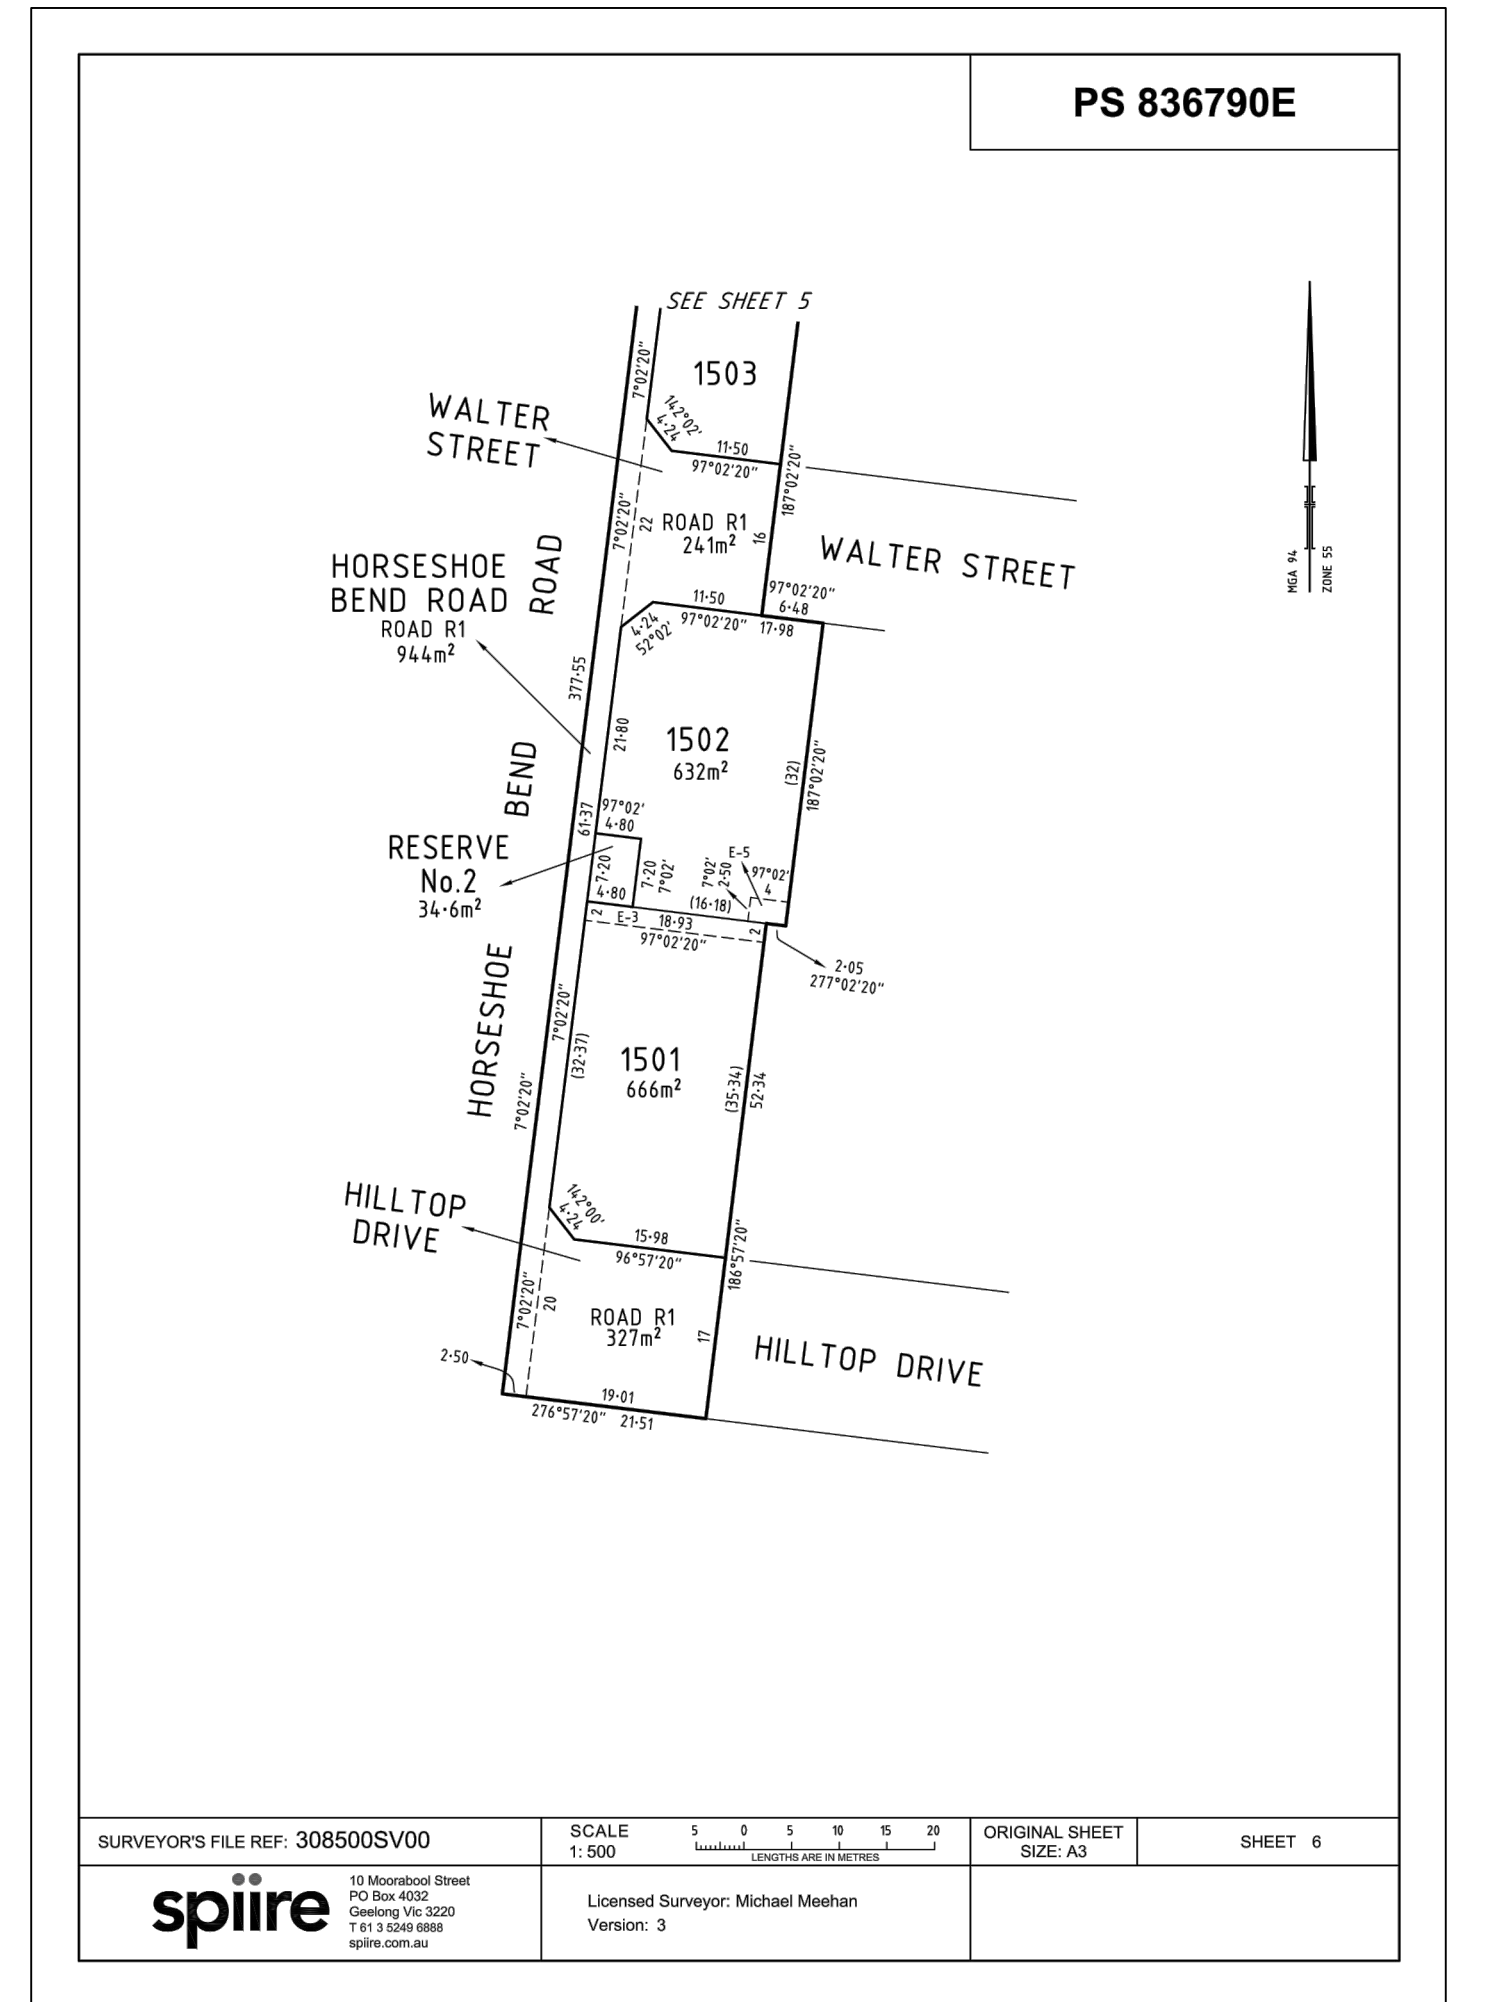 PS 836790E
SEE SHEET 5
1503
7°02'20"
142°02'
4·24
11·50
97°02'20"
187°02'20"
WALTER
STREET
7°02'20"
22
ROAD R1
241m²
16
WALTER STREET
MGA 94
ZONE 55
HORSESHOE
BEND ROAD
ROAD R1
944m²
HORSESHOE BEND ROAD
377·55
7°02'20"
11·50
97°02'20"
97°02'20"
6·48
17·98
4·24
52°02'
21·80
1502
632m²
(32)
187°02'20"
61·37
97°02'
4·80
RESERVE
No.2
34·6m²
7·20
4·80
7·20
7°02'
7°02'
2·50
E-5
97°02'
4
(16·18)
2
E-3
18·93
97°02'20"
2
2·05
277°02'20"
7°02'20"
(32·37)
1501
666m²
(35·34)
52·34
HILLTOP
DRIVE
142°00'
4·24
15·98
96°57'20"
186°57'20"
7°02'20"
20
ROAD R1
327m²
17
HILLTOP DRIVE
2·50
19·01
276°57'20" 21·51
SURVEYOR'S FILE REF: 308500SV00
SCALE
1: 500
5 0 5 10 15 20
LENGTHS ARE IN METRES
ORIGINAL SHEET
SIZE: A3
SHEET 6
spiire
10 Moorabool Street
PO Box 4032
Geelong Vic 3220
T 61 3 5249 6888
spiire.com.au
Licensed Surveyor: Michael Meehan
Version: 3